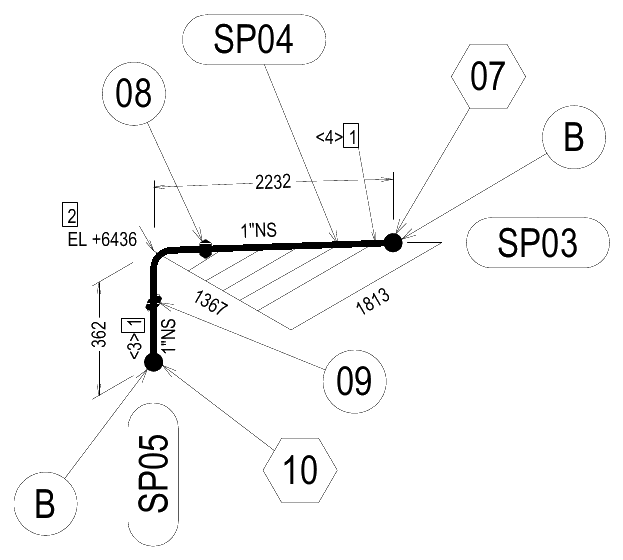 SP04
07
08
B
<4> 1
2232
2
EL +6436
1"NS
SP03
1367
1813
362
<3> 1
1"NS
09
SP05
10
B